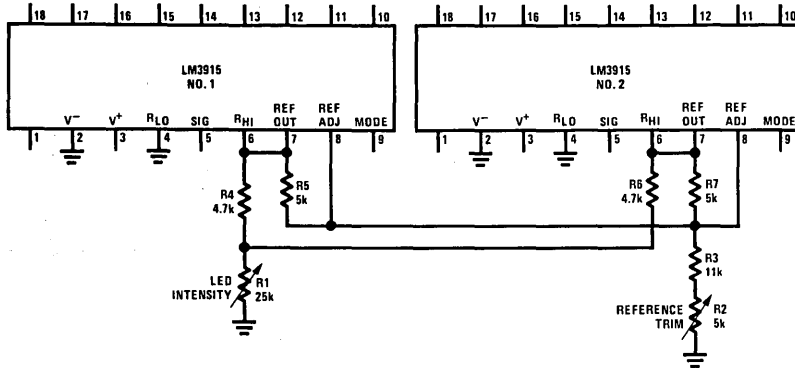 18 17 16 15 14 13 12 11 10
18 17 16 15 14 13 12 11 10
LM3915
NO. 1
LM3915
NO. 2
V− V+ RLO SIG RHI REF OUT REF ADJ MODE
V− V+ RLO SIG RHI REF OUT REF ADJ MODE
1 2 3 4 5 6 7 8 9
1 2 3 4 5 6 7 8 9
R4
4.7k
R5
5k
R6
4.7k
R7
5k
LED
INTENSITY
R1
25k
R3
11k
REFERENCE
TRIM
R2
5k